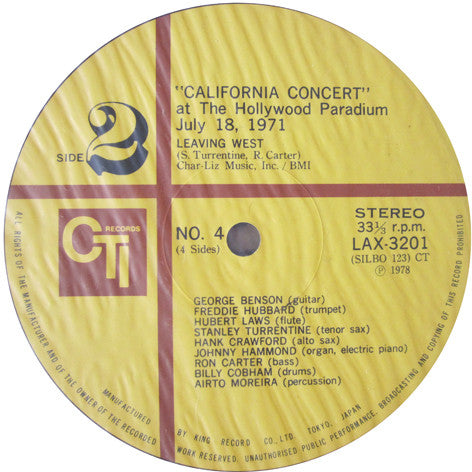 "CALIFORNIA CONCERT"
at The Hollywood Paradium
July 18, 1971
SIDE 2
LEAVING WEST
(S. Turrentine, R. Carter)
Char-Liz Music, Inc. / BMI
CTI RECORDS
NO. 4
(4 Sides)
STEREO
33⅓ r.p.m.
LAX-3201
(SILBO 123) CT
Ⓟ 1978
GEORGE BENSON (guitar)
FREDDIE HUBBARD (trumpet)
HUBERT LAWS (flute)
STANLEY TURRENTINE (tenor sax)
HANK CRAWFORD (alto sax)
JOHNNY HAMMOND (organ, electric piano)
RON CARTER (bass)
BILLY COBHAM (drums)
AIRTO MOREIRA (percussion)
ALL RIGHTS OF THE MANUFACTURER AND OF THE OWNER OF THE RECORDED
WORK RESERVED. UNAUTHORISED PUBLIC PERFORMANCE, BROADCASTING AND COPYING OF THIS RECORD PROHIBITED
MANUFACTURED
BY KING RECORD CO., LTD. TOKYO, JAPAN